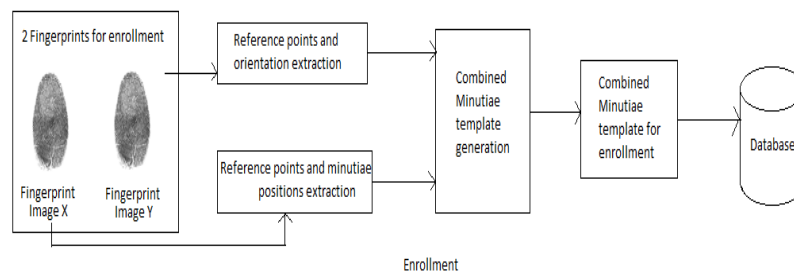 2 Fingerprints for enrollment
Fingerprint
Image X
Fingerprint
Image Y
Reference points and
orientation extraction
Reference points and minutiae
positions extraction
Combined
Minutiae
template
generation
Combined
Minutiae
template for
enrollment
Database
Enrollment